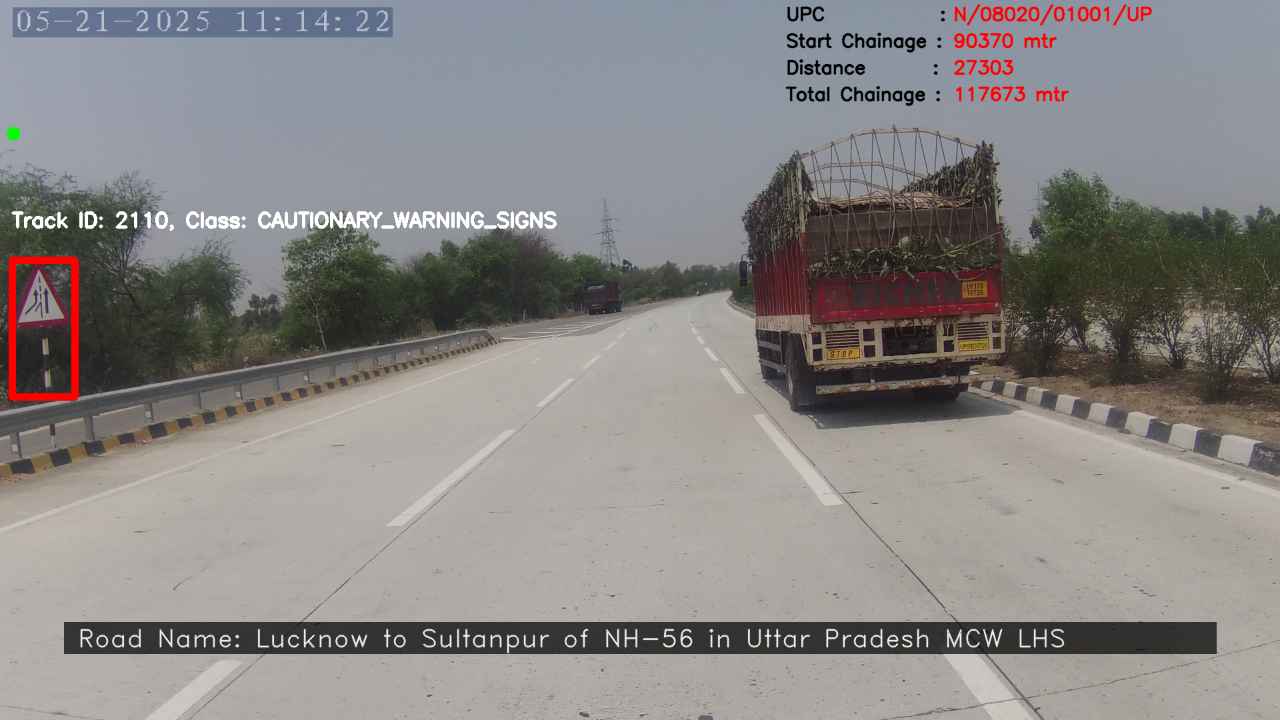 05-21-2025 11:14:22
UPC : N/08020/01001/UP
Start Chainage : 90370 mtr
Distance : 27303
Total Chainage : 117673 mtr
Track ID: 2110, Class: CAUTIONARY_WARNING_SIGNS
Road Name: Lucknow to Sultanpur of NH-56 in Uttar Pradesh MCW LHS